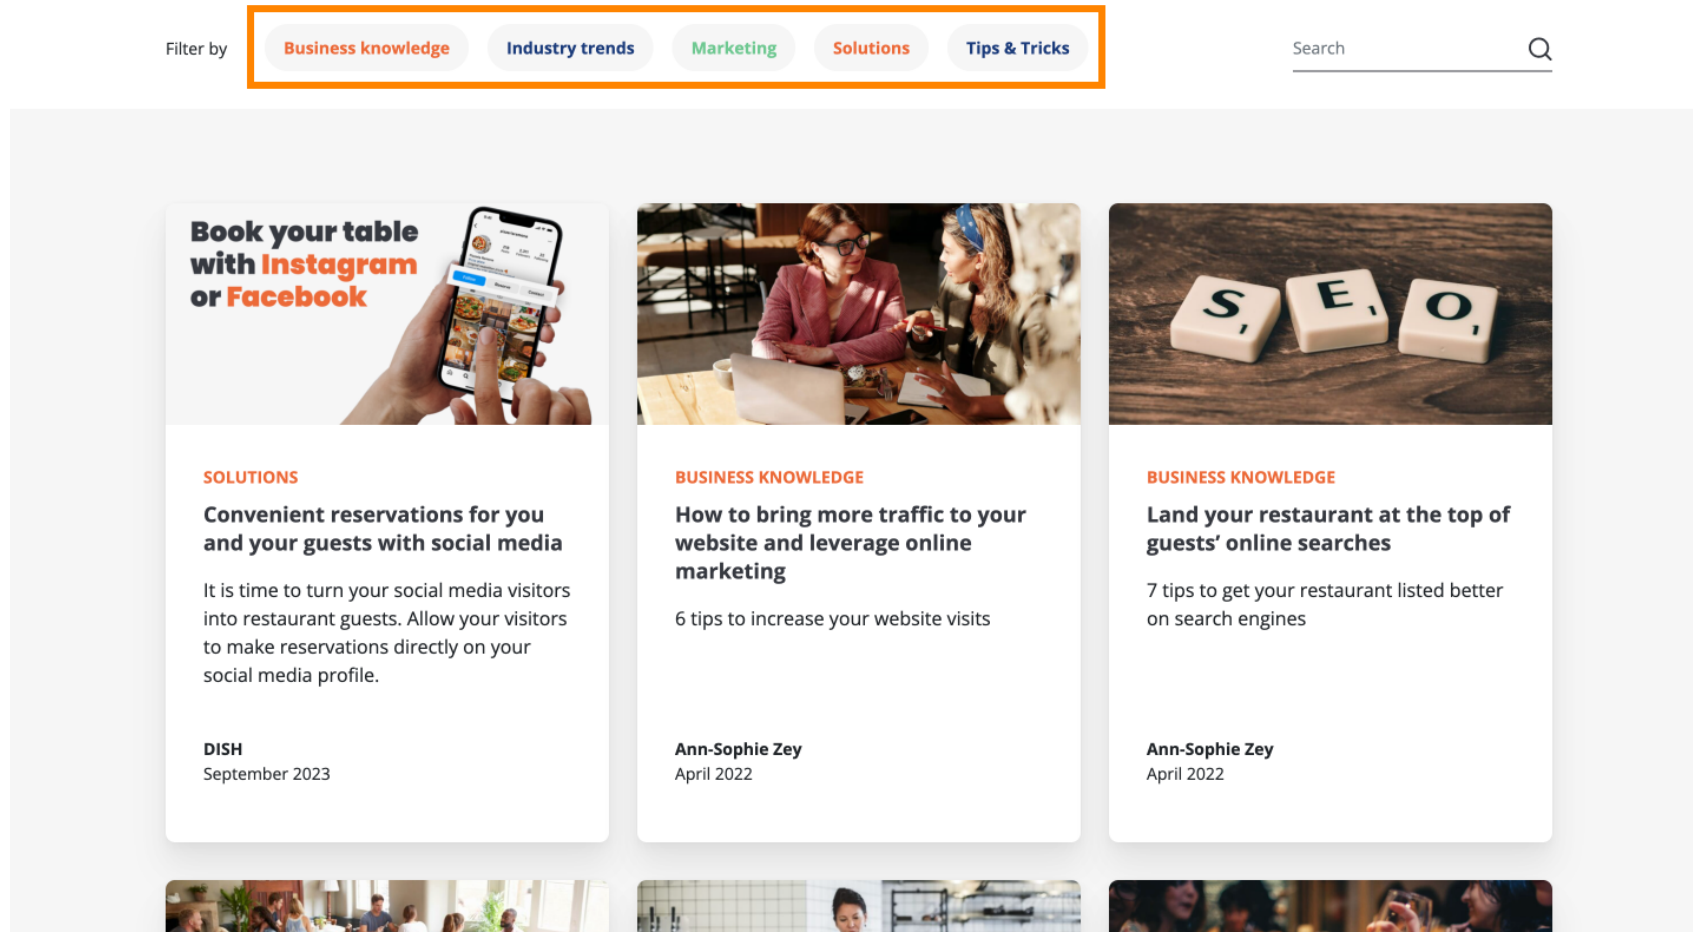 Filter by
Business knowledge
Industry trends
Marketing
Solutions
Tips & Tricks
Search
Book your table
with Instagram
or Facebook
S1 E1 O1
SOLUTIONS
Convenient reservations for you
and your guests with social media
It is time to turn your social media visitors
into restaurant guests. Allow your visitors
to make reservations directly on your
social media profile.
DISH
September 2023
BUSINESS KNOWLEDGE
How to bring more traffic to your
website and leverage online
marketing
6 tips to increase your website visits
Ann-Sophie Zey
April 2022
BUSINESS KNOWLEDGE
Land your restaurant at the top of
guests’ online searches
7 tips to get your restaurant listed better
on search engines
Ann-Sophie Zey
April 2022